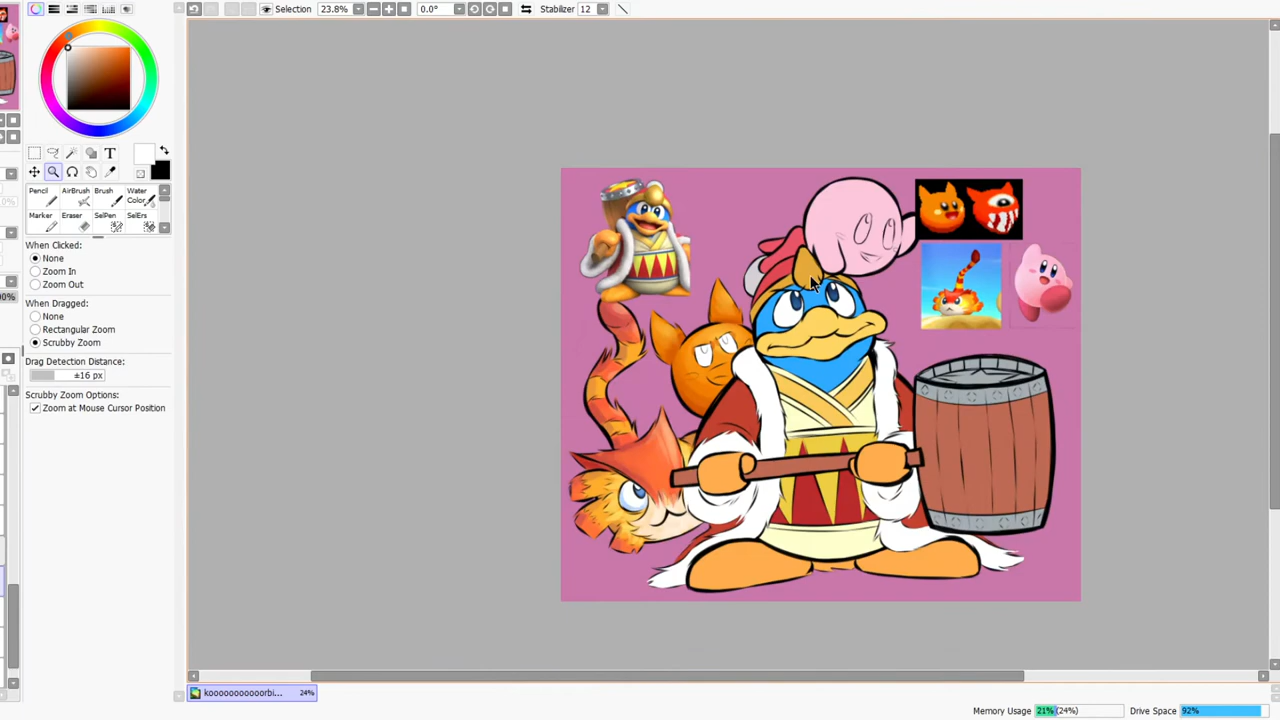 Selection 23.8% 0.0° Stabilizer 12
T
Pencil AirBrush Brush Water Color
Marker Eraser SelPen SelErs
When Clicked:
None
Zoom In
Zoom Out
When Dragged:
None
Rectangular Zoom
Scrubby Zoom
Drag Detection Distance:
±16 px
Scrubby Zoom Options:
Zoom at Mouse Cursor Position
koooooooooorbi... 24%
Memory Usage 21% (24%) Drive Space 92%